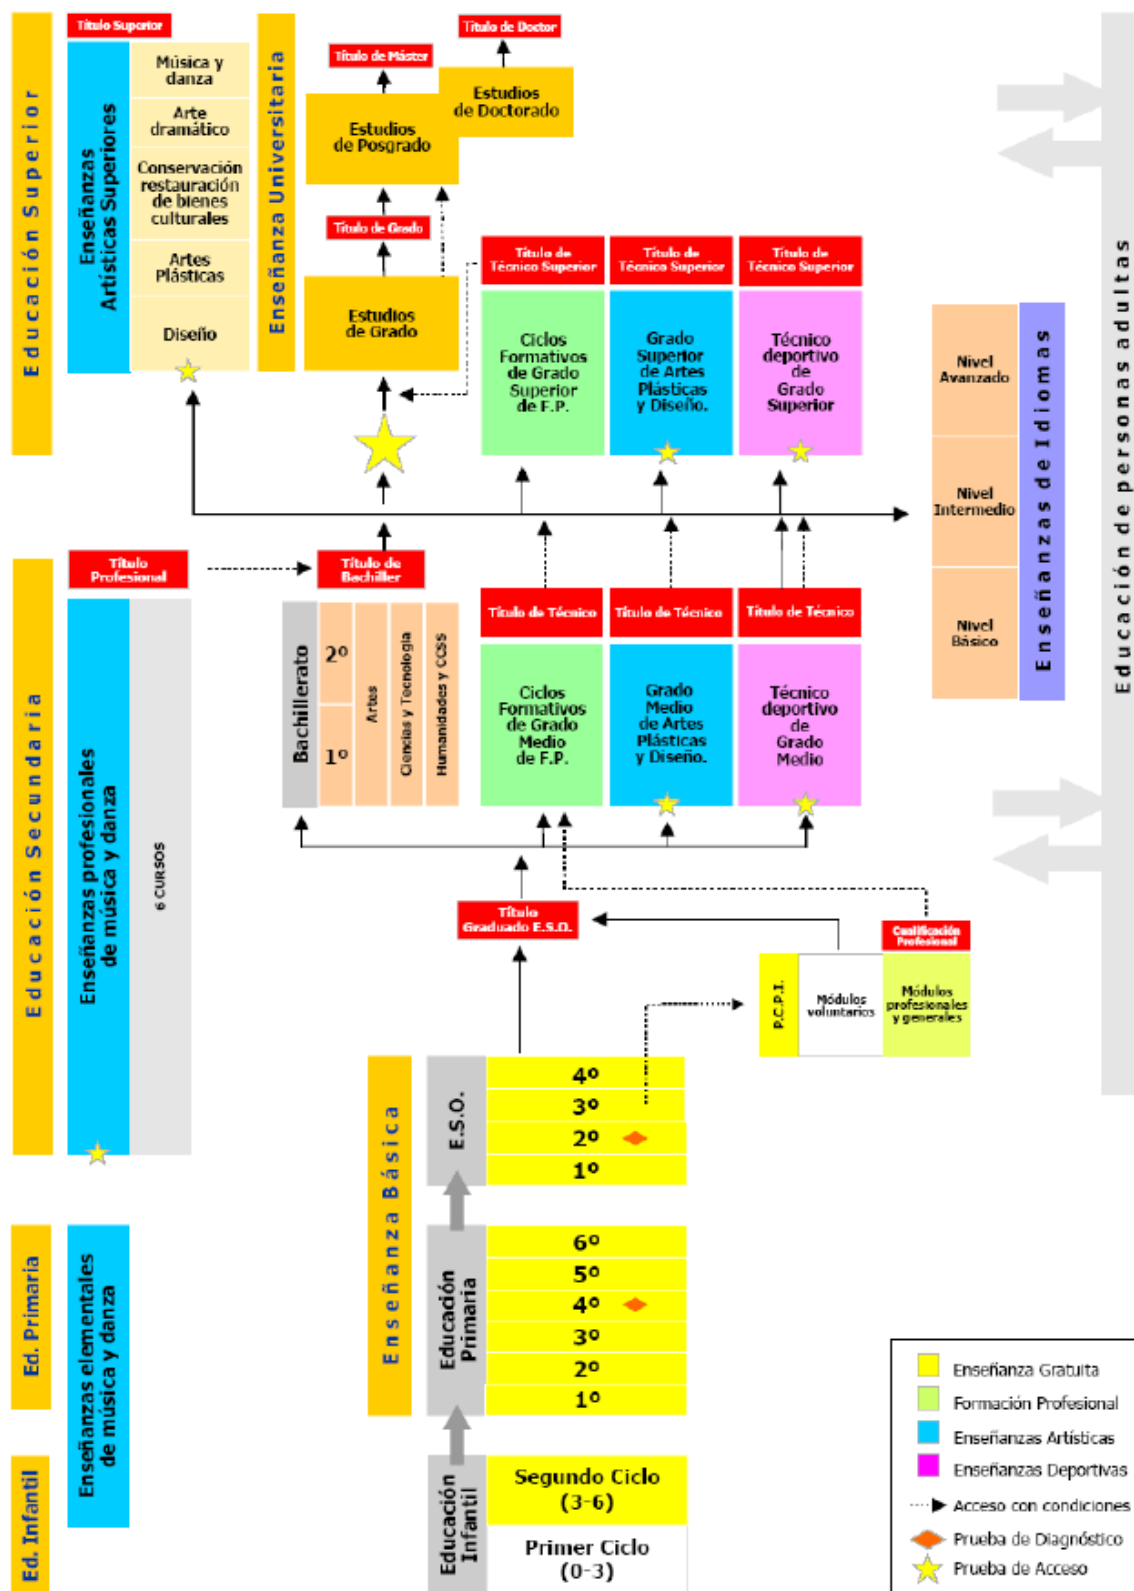 Educación Superior
Título Superior
Enseñanzas
Artísticas Superiores
Música y
danza
Arte
dramático
Conservación
restauración
de bienes
culturales
Artes
Plásticas
Diseño
Enseñanza Universitaria
Título de Doctor
Título de Máster
Estudios
de Doctorado
Estudios
de Posgrado
Título de Grado
Estudios
de Grado
Título de
Técnico Superior
Título de
Técnico Superior
Título de
Técnico Superior
Ciclos
Formativos
de Grado
Superior
de F.P.
Grado
Superior
de Artes
Plásticas
y Diseño.
Técnico
deportivo
de
Grado
Superior
Nivel
Avanzado
Nivel
Intermedio
Nivel
Básico
Enseñanzas de Idiomas
Educación de personas adultas
Educación Secundaria
Título
Profesional
Enseñanzas profesionales
de música y danza
6 CURSOS
Título de
Bachiller
Bachillerato
2º
1º
Artes
Ciencias y Tecnología
Humanidades y CCSS
Título de Técnico
Título de Técnico
Título de Técnico
Ciclos
Formativos
de Grado
Medio
de F.P.
Grado
Medio
de Artes
Plásticas
y Diseño.
Técnico
deportivo
de
Grado
Medio
Título
Graduado E.S.O.
Cualificación
Profesional
P.C.P.I.
Módulos
voluntarios
Módulos
profesionales
y generales
Enseñanza Básica
E.S.O.
4º
3º
2º
1º
Ed. Primaria
Enseñanzas elementales
de música y danza
Educación
Primaria
6º
5º
4º
3º
2º
1º
Ed. Infantil
Educación
Infantil
Segundo Ciclo
(3-6)
Primer Ciclo
(0-3)
Enseñanza Gratuita
Formación Profesional
Enseñanzas Artísticas
Enseñanzas Deportivas
Acceso con condiciones
Prueba de Diagnóstico
Prueba de Acceso